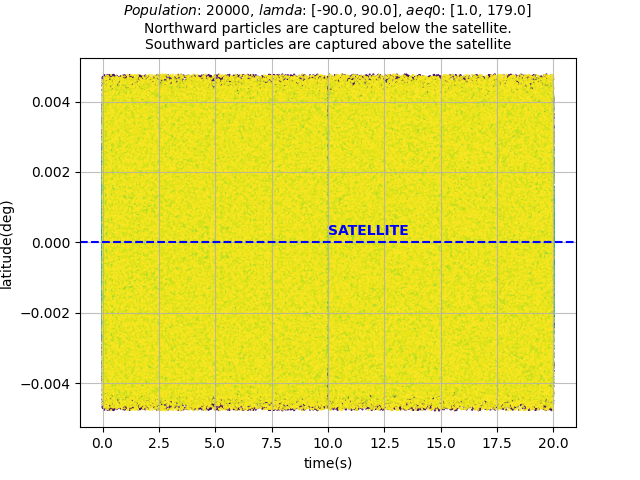 Population: 20000, lamda: [-90.0, 90.0], aeq0: [1.0, 179.0]
Northward particles are captured below the satellite.
Southward particles are captured above the satellite
0.004
0.002
0.000
−0.002
−0.004
latitude(deg)
SATELLITE
0.0 2.5 5.0 7.5 10.0 12.5 15.0 17.5 20.0
time(s)